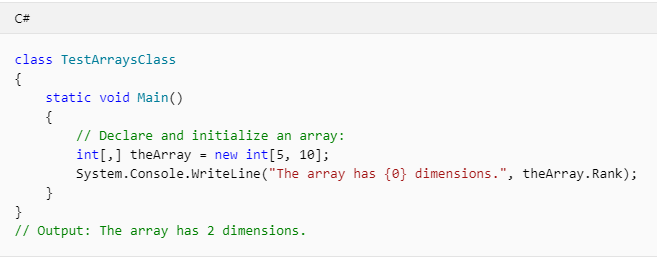 C#
class TestArraysClass
{
    static void Main()
    {
        // Declare and initialize an array:
        int[,] theArray = new int[5, 10];
        System.Console.WriteLine("The array has {0} dimensions.", theArray.Rank);
    }
}
// Output: The array has 2 dimensions.